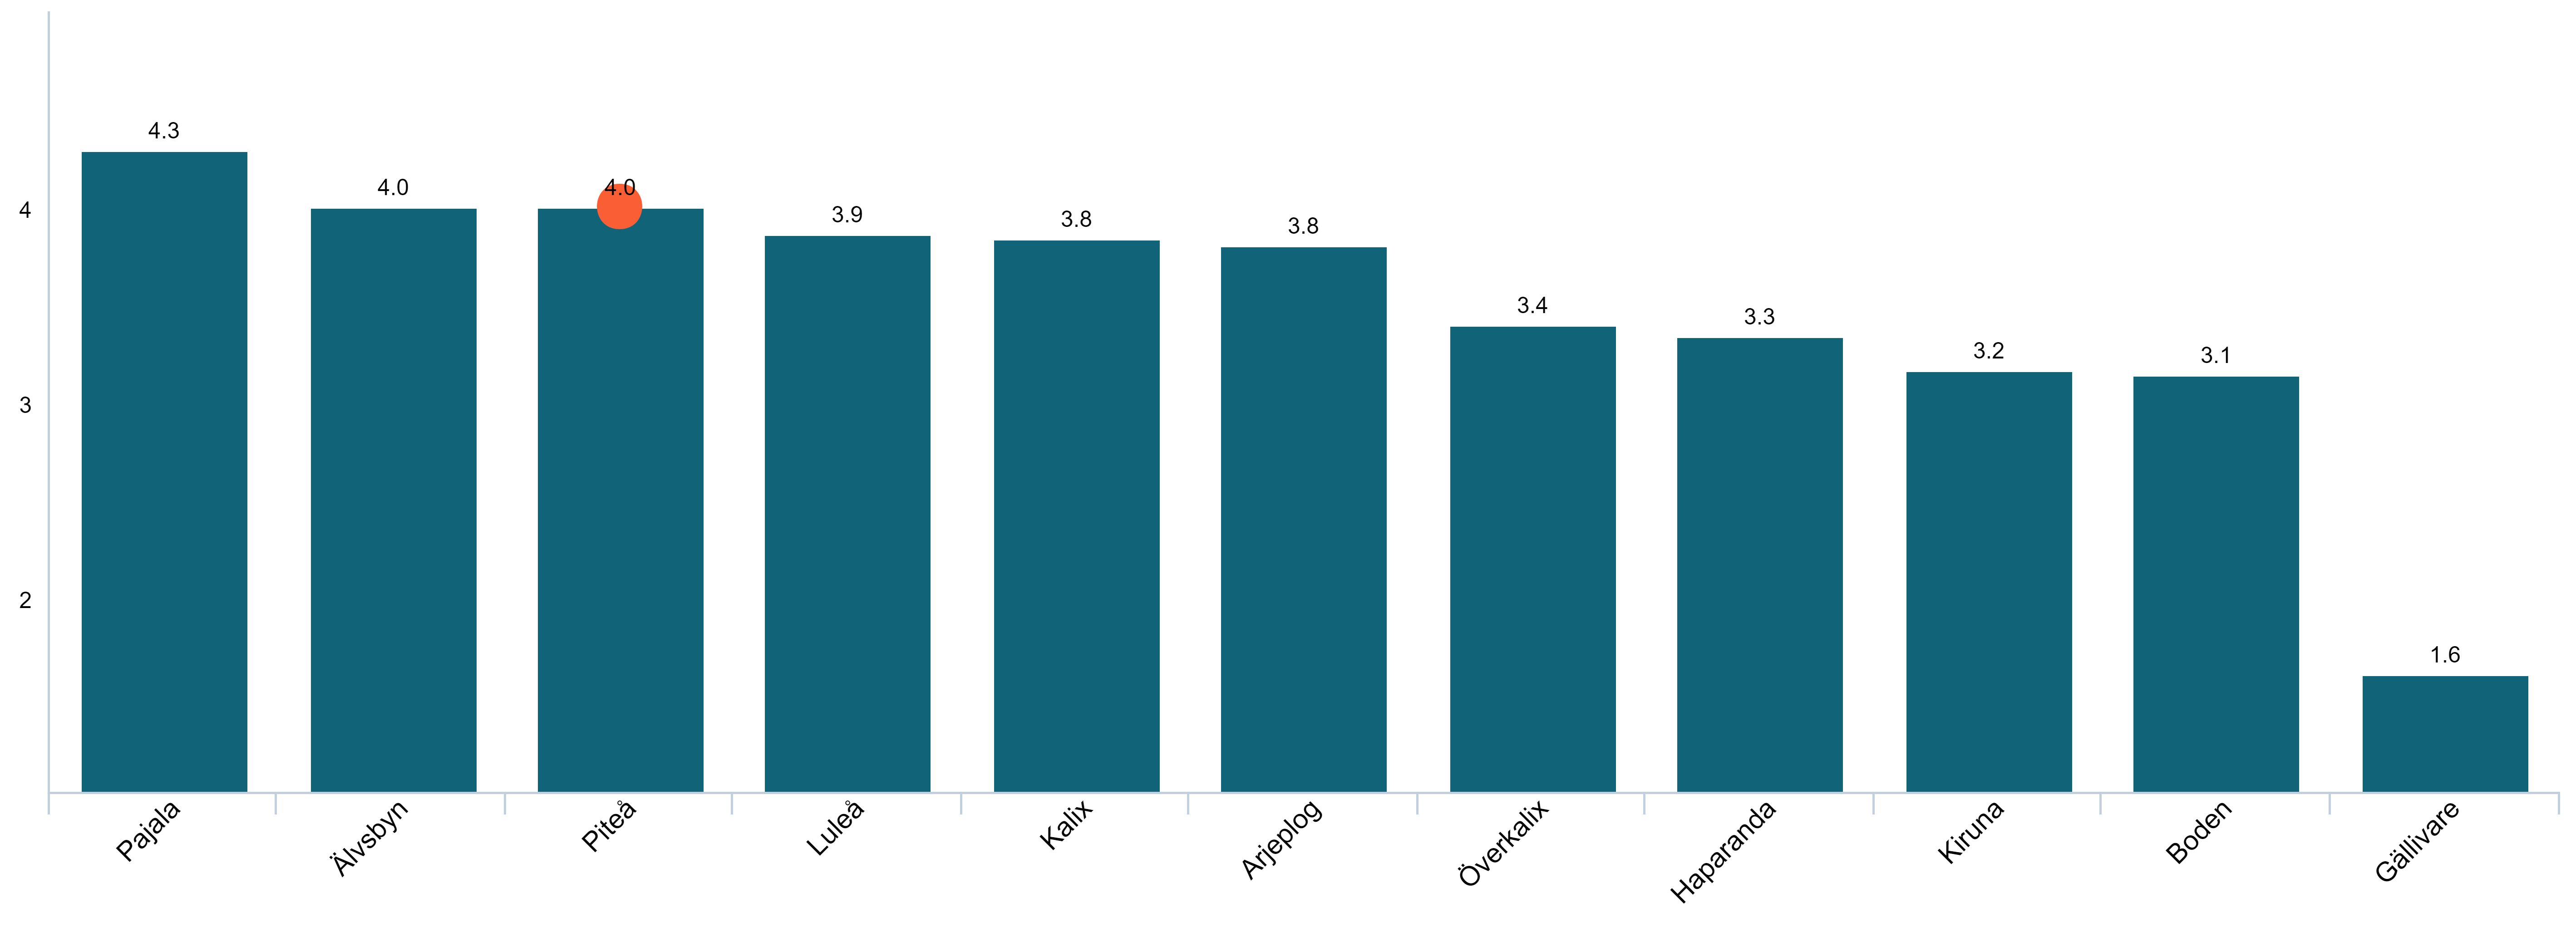 4.3
4.0
4.0
3.9
3.8
3.8
3.4
3.3
3.2
3.1
1.6
4
3
2
Pajala
Älvsbyn
Piteå
Luleå
Kalix
Arjeplog
Överkalix
Haparanda
Kiruna
Boden
Gällivare